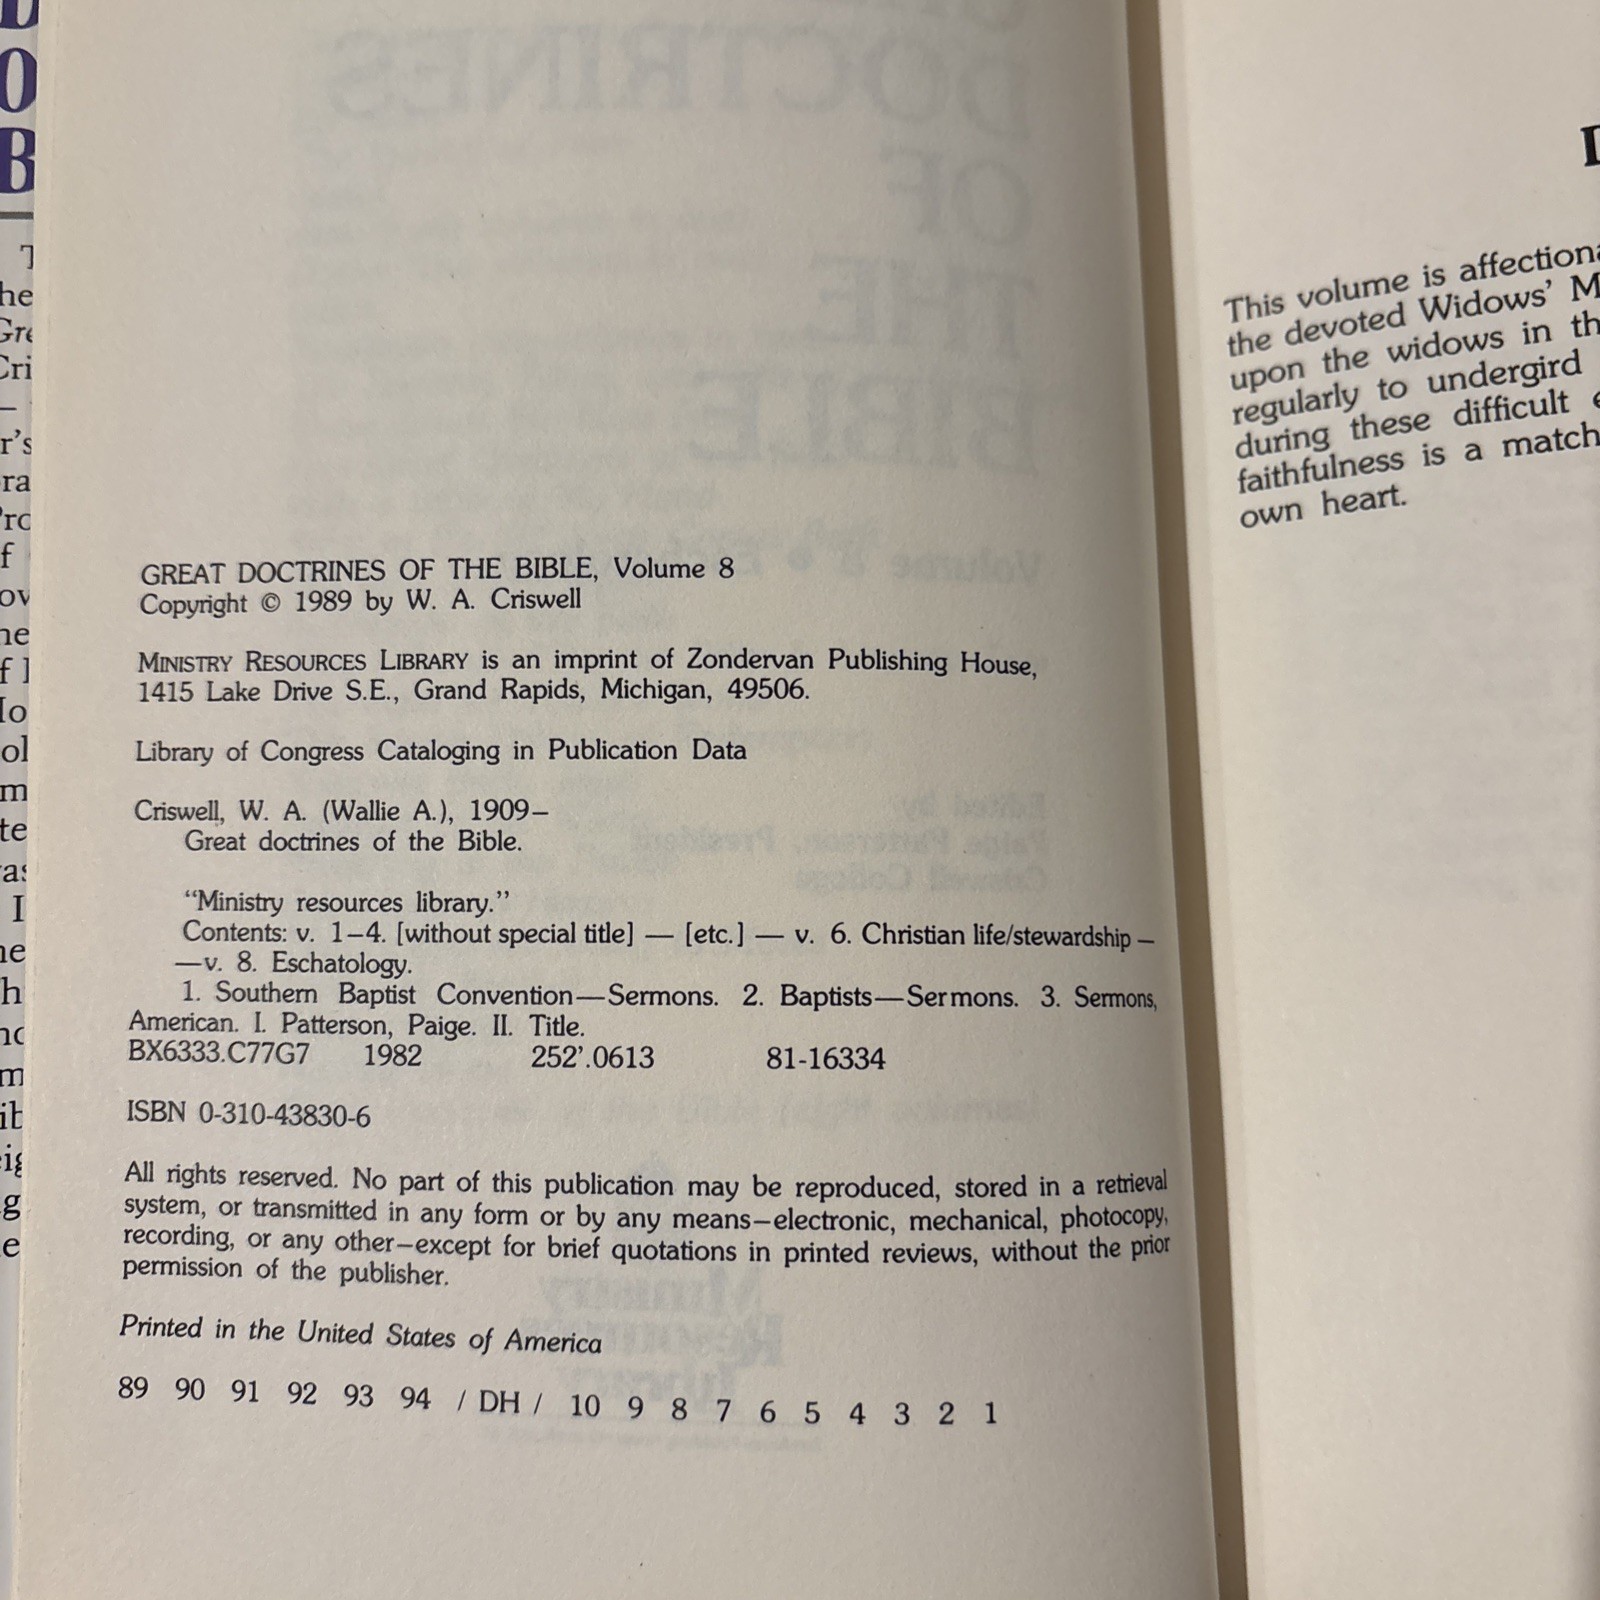 GREAT DOCTRINES OF THE BIBLE, Volume 8
Copyright © 1989 by W. A. Criswell
MINISTRY RESOURCES LIBRARY is an imprint of Zondervan Publishing House,
1415 Lake Drive S.E., Grand Rapids, Michigan, 49506.
Library of Congress Cataloging in Publication Data
Criswell, W. A. (Wallie A.), 1909–
Great doctrines of the Bible.
“Ministry resources library.”
Contents: v. 1–4. [without special title] — [etc.] — v. 6. Christian life/stewardship –
—v. 8. Eschatology.
1. Southern Baptist Convention—Sermons. 2. Baptists—Sermons. 3. Sermons,
American. I. Patterson, Paige. II. Title.
BX6333.C77G7 1982 252'.0613 81-16334
ISBN 0-310-43830-6
All rights reserved. No part of this publication may be reproduced, stored in a retrieval
system, or transmitted in any form or by any means–electronic, mechanical, photocopy,
recording, or any other–except for brief quotations in printed reviews, without the prior
permission of the publisher.
Printed in the United States of America
89 90 91 92 93 94 / DH / 10 9 8 7 6 5 4 3 2 1
This volume is
the devoted Widows’
upon the widows in
regularly to undergird
during these difficult
faithfulness is a match
own heart.